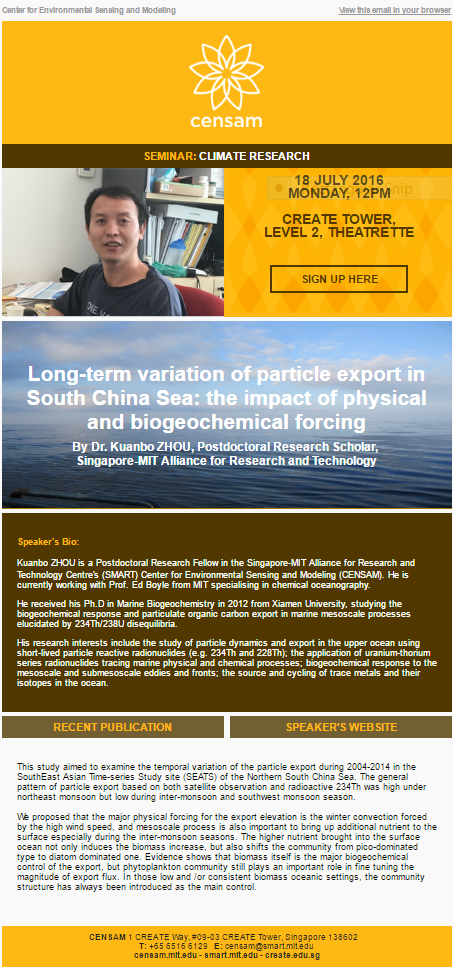 Center for Environmental Sensing and Modeling
View this email in your browser
censam
SEMINAR: CLIMATE RESEARCH
18 JULY 2016
MONDAY, 12PM
CREATE TOWER,
LEVEL 2, THEATRETTE
SIGN UP HERE
Long-term variation of particle export in
South China Sea: the impact of physical
and biogeochemical forcing
By Dr. Kuanbo ZHOU, Postdoctoral Research Scholar,
Singapore-MIT Alliance for Research and Technology
Speaker's Bio:
Kuanbo ZHOU is a Postdoctoral Research Fellow in the Singapore-MIT Alliance for Research and
Technology Centre's (SMART) Center for Environmental Sensing and Modeling (CENSAM). He is
currently working with Prof. Ed Boyle from MIT specialising in chemical oceanography.
He received his Ph.D in Marine Biogeochemistry in 2012 from Xiamen University, studying the
biogeochemical response and particulate organic carbon export in marine mesoscale processes
elucidated by 234Th/238U disequilibria.
His research interests include the study of particle dynamics and export in the upper ocean using
short-lived particle reactive radionuclides (e.g. 234Th and 228Th); the application of uranium-thorium
series radionuclides tracing marine physical and chemical processes; biogeochemical response to the
mesoscale and submesoscale eddies and fronts; the source and cycling of trace metals and their
isotopes in the ocean.
RECENT PUBLICATION
SPEAKER'S WEBSITE
This study aimed to examine the temporal variation of the particle export during 2004-2014 in the
SouthEast Asian Time-series Study site (SEATS) of the Northern South China Sea. The general
pattern of particle export based on both satellite observation and radioactive 234Th was high under
northeast monsoon but low during inter-monsoon and southwest monsoon season.
We proposed that the major physical forcing for the export elevation is the winter convection forced
by the high wind speed, and mesoscale process is also important to bring up additional nutrient to the
surface especially during the inter-monsoon seasons. The higher nutrient brought into the surface
ocean not only induces the biomass increase, but also shifts the community from pico-dominated
type to diatom dominated one. Evidence shows that biomass itself is the major biogeochemical
control of the export, but phytoplankton community still plays an important role in fine tuning the
magnitude of export flux. In those low and /or consistent biomass oceanic settings, the community
structure has always been introduced as the main control.
CENSAM 1 CREATE Way, #09-03 CREATE Tower, Singapore 138602
T: +65 6516 6129 E: censam@smart.mit.edu
censam.mit.edu - smart.mit.edu - create.edu.sg